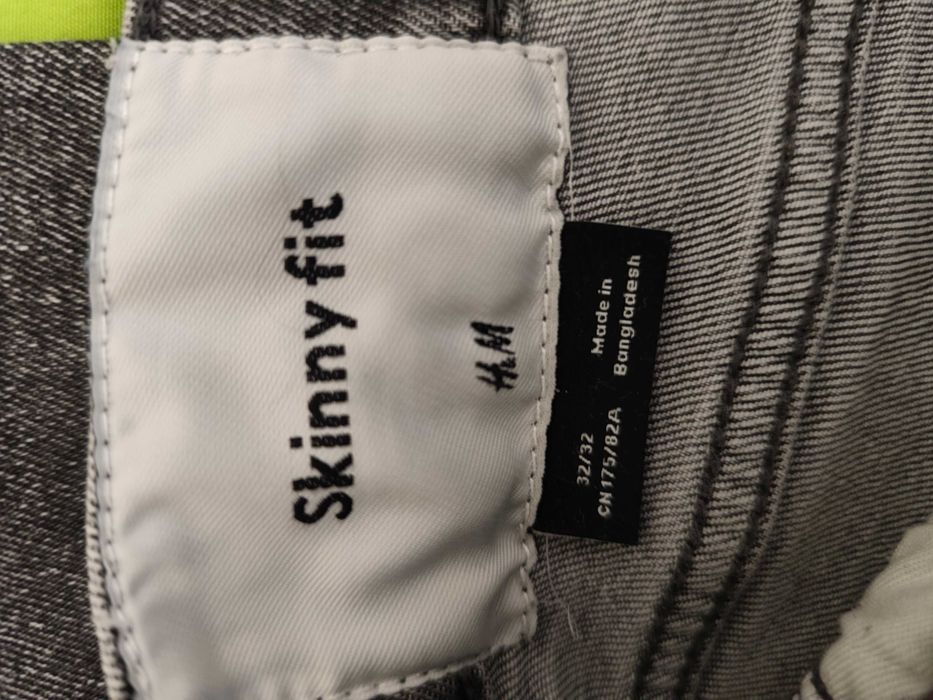 Skinny fit
H&M
32/32
CN175/82A
Made in
Bangladesh